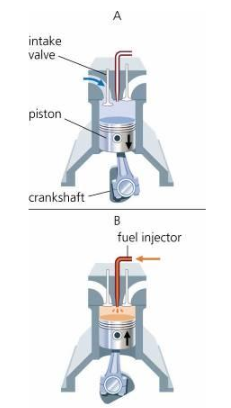 A
intake
valve
piston
crankshaft
B
fuel injector